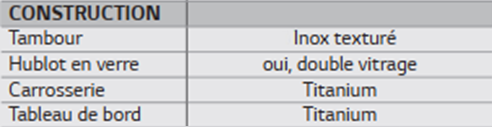 CONSTRUCTION
Tambour Inox texturé
Hublot en verre oui, double vitrage
Carrosserie Titanium
Tableau de bord Titanium